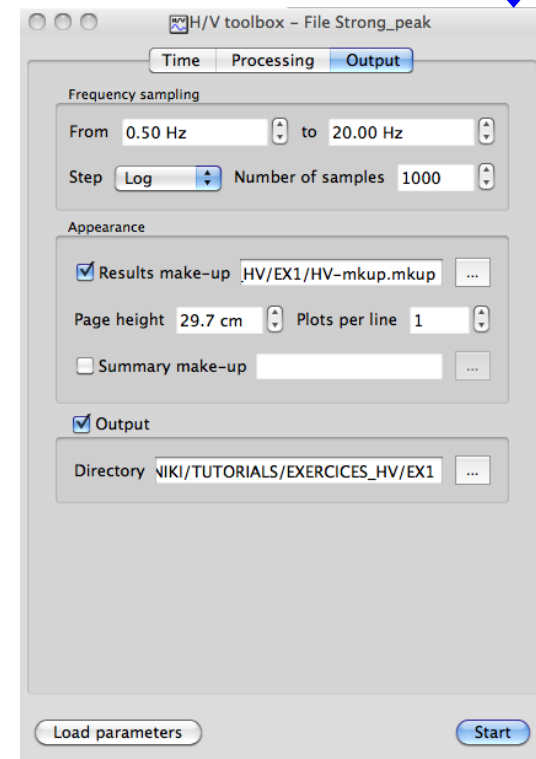 H/V toolbox – File Strong_peak
Time Processing Output
Frequency sampling
From 0.50 Hz to 20.00 Hz
Step Log Number of samples 1000
Appearance
Results make-up _HV/EX1/HV-mkup.mkup ...
Page height 29.7 cm Plots per line 1
Summary make-up ...
Output
Directory NIKI/TUTORIALS/EXERCICES_HV/EX1 ...
Load parameters Start